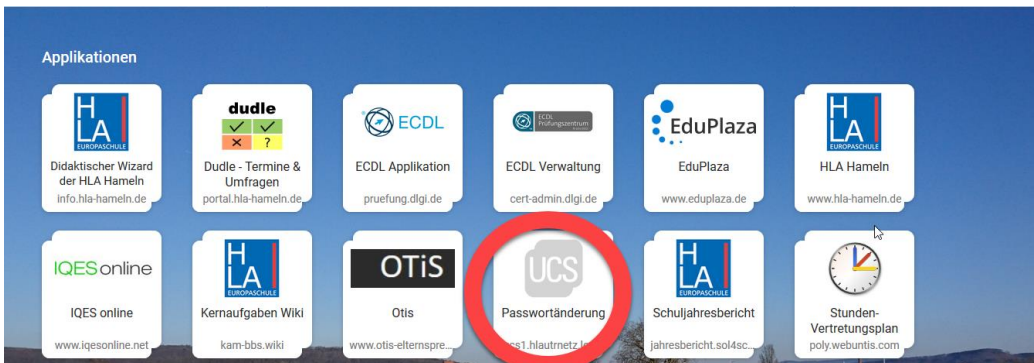 Applikationen
HLA
EUROPASCHULE
Didaktischer Wizard
der HLA Hameln
info.hla-hameln.de
dudle
Dudle - Termine &
Umfragen
portal.hla-hameln.de
ECDL
ECDL Applikation
pruefung.dlgi.de
ECDL
Prüfungszentrum
ECDL Verwaltung
cert-admin.dlgi.de
EduPlaza
EduPlaza
www.eduplaza.de
HLA
EUROPASCHULE
HLA Hameln
www.hla-hameln.de
IQES online
IQES online
www.iqesonline.net
HLA
EUROPASCHULE
Kernaufgaben Wiki
kam-bbs.wiki
OTiS
Otis
www.otis-elternspre...
UCS
Passwortänderung
HLA
EUROPASCHULE
Schuljahresbericht
jahresbericht.sol4sc...
Stunden-
Vertretungsplan
poly.webuntis.com